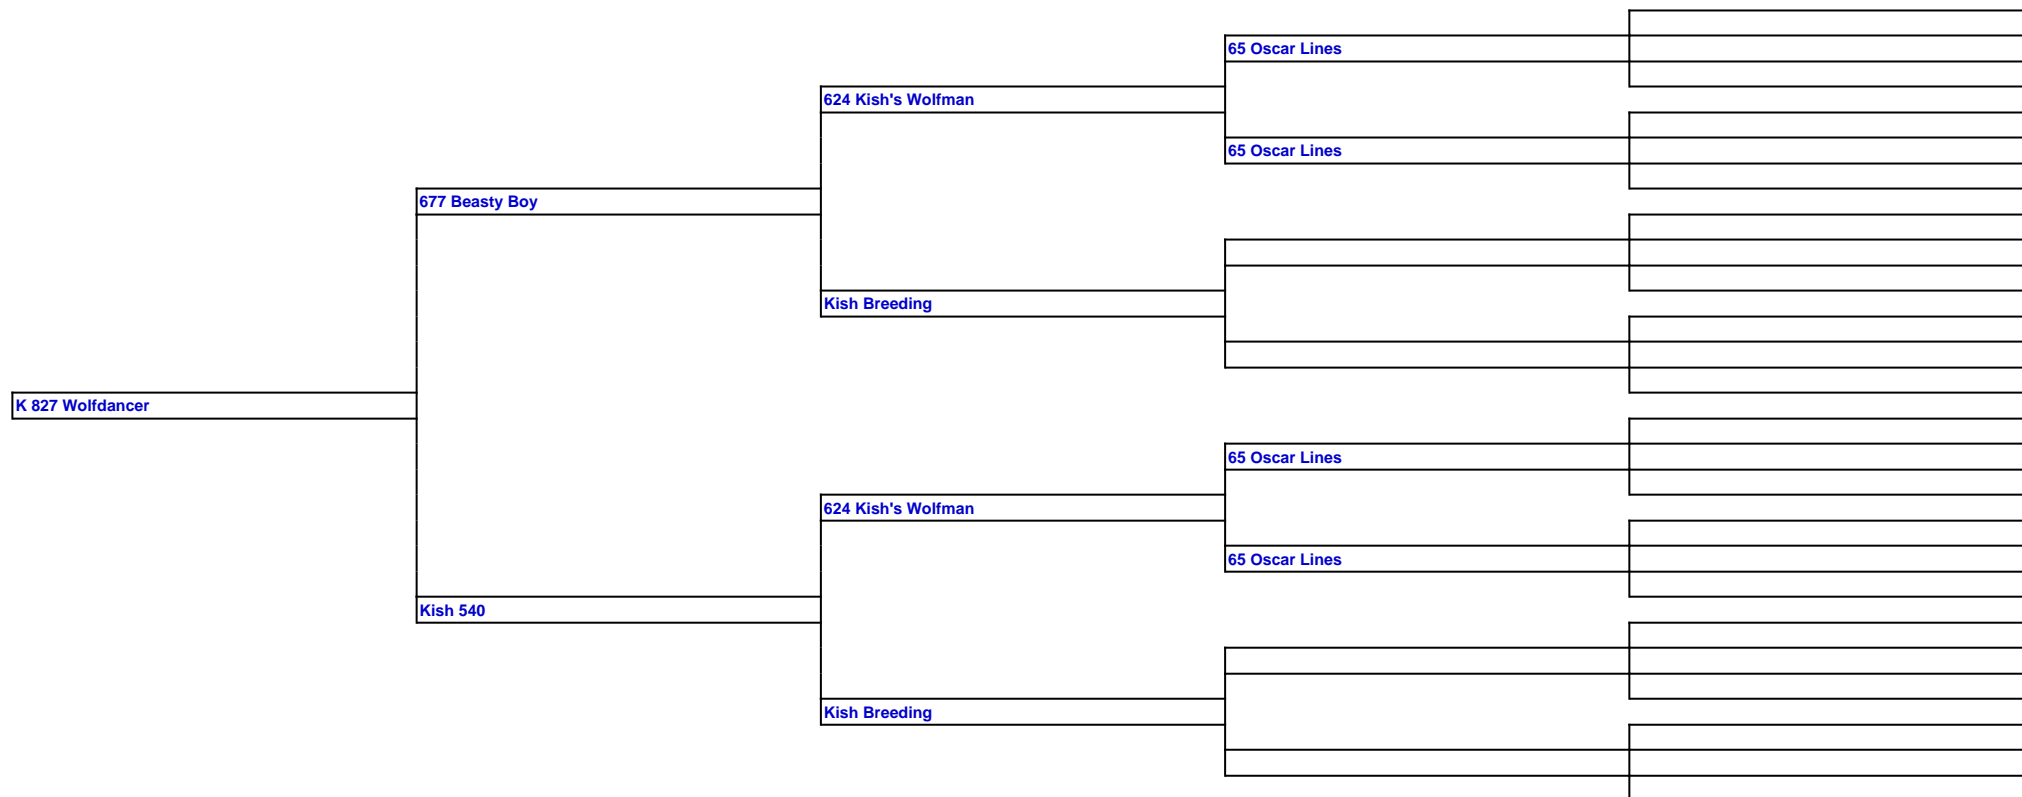 65 Oscar Lines
624 Kish's Wolfman
65 Oscar Lines
677 Beasty Boy
Kish Breeding
K 827 Wolfdancer
65 Oscar Lines
624 Kish's Wolfman
65 Oscar Lines
Kish 540
Kish Breeding